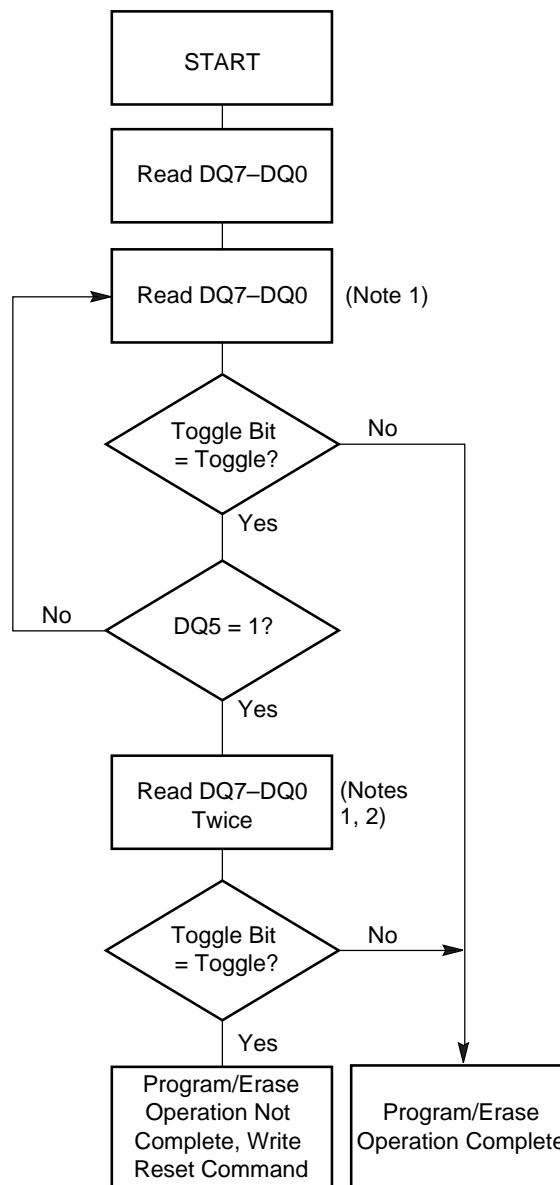 START
Read DQ7–DQ0
Read DQ7–DQ0
(Note 1)
Toggle Bit
= Toggle?
No
Yes
No
DQ5 = 1?
Yes
Read DQ7–DQ0
Twice
(Notes
1, 2)
Toggle Bit
= Toggle?
No
Yes
Program/Erase
Operation Not
Complete, Write
Reset Command
Program/Erase
Operation Complete